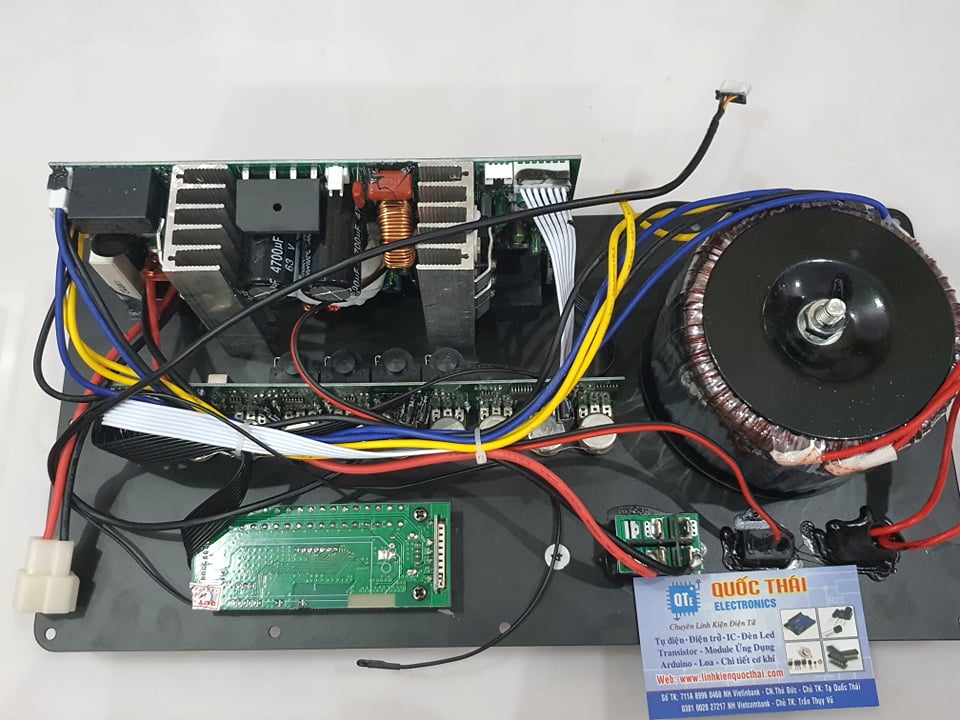 4700µF
63 V
QTe
QUỐC THÁI
ELECTRONICS
Chuyên Linh Kiện Điện Tử
Tụ điện - Điện trở - IC - Đèn Led
Transistor - Module Ứng Dụng
Arduino - Loa - Chi tiết cơ khí
Web: www.linhkienquocthai.com
Số TK: 711A 8996 0468 NH Vietinbank - CN.Thủ Đức - Chủ TK: Tạ Quốc Thái
0381 0028 27217 NH Vietcombank - Chủ TK: Trần Thụy Vũ